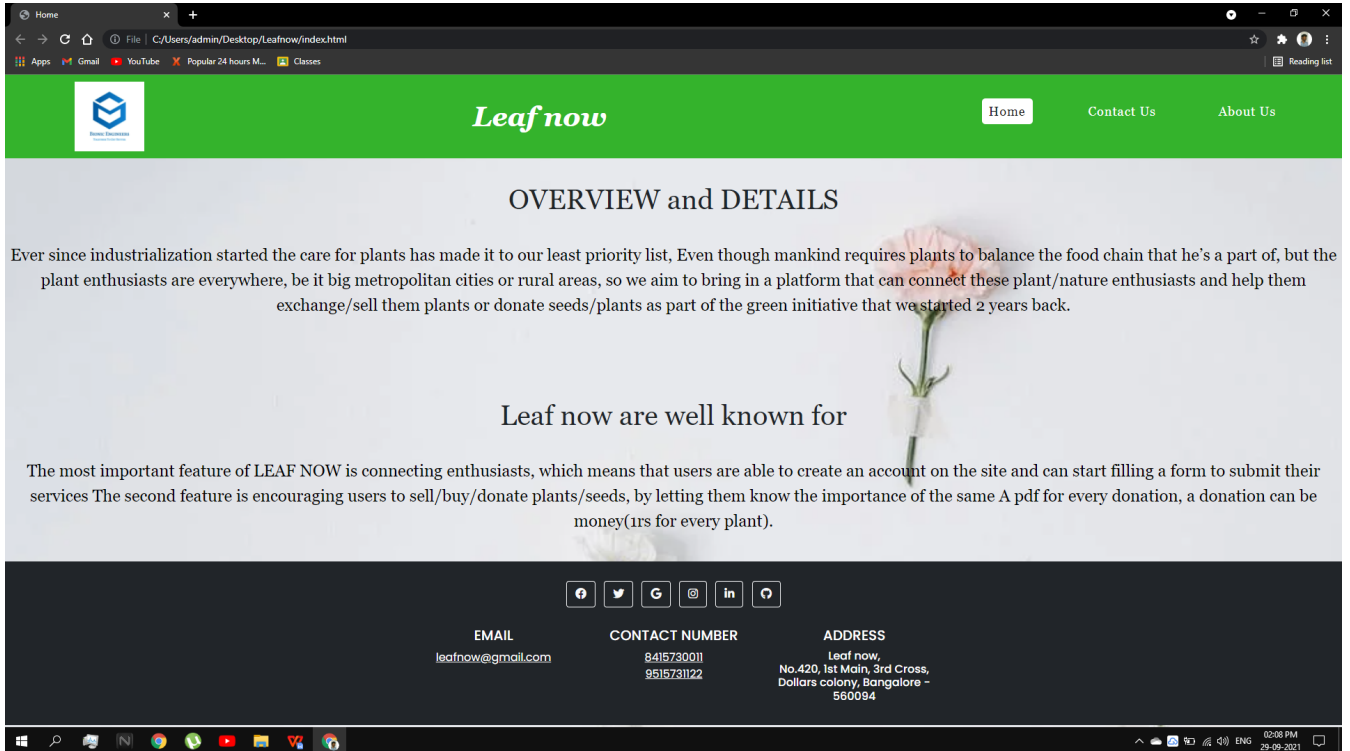 Home
File | C:/Users/admin/Desktop/Leafnow/index.html
Apps Gmail YouTube Popular 24 hours M... Classes Reading list
Leaf now Home Contact Us About Us
OVERVIEW and DETAILS
Ever since industrialization started the care for plants has made it to our least priority list, Even though mankind requires plants to balance the food chain that he's a part of, but the
plant enthusiasts are everywhere, be it big metropolitan cities or rural areas, so we aim to bring in a platform that can connect these plant/nature enthusiasts and help them
exchange/sell them plants or donate seeds/plants as part of the green initiative that we started 2 years back.
Leaf now are well known for
The most important feature of LEAF NOW is connecting enthusiasts, which means that users are able to create an account on the site and can start filling a form to submit their
services The second feature is encouraging users to sell/buy/donate plants/seeds, by letting them know the importance of the same A pdf for every donation, a donation can be
money(1rs for every plant).
EMAIL
leafnow@gmail.com
CONTACT NUMBER
8415730011
9515731122
ADDRESS
Leaf now,
No.420, 1st Main, 3rd Cross,
Dollars colony, Bangalore -
560094
ENG
02:08 PM
29-09-2021